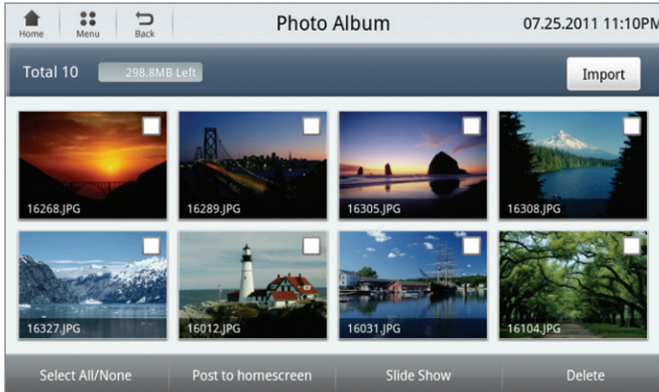 Photo Album
07.25.2011 11:10PM
Home
Menu
Back
Total 10
298.8MB Left
Import
16268.JPG
16289.JPG
16305.JPG
16308.JPG
16327.JPG
16012.JPG
16031.JPG
16104.JPG
Select All/None
Post to homescreen
Slide Show
Delete